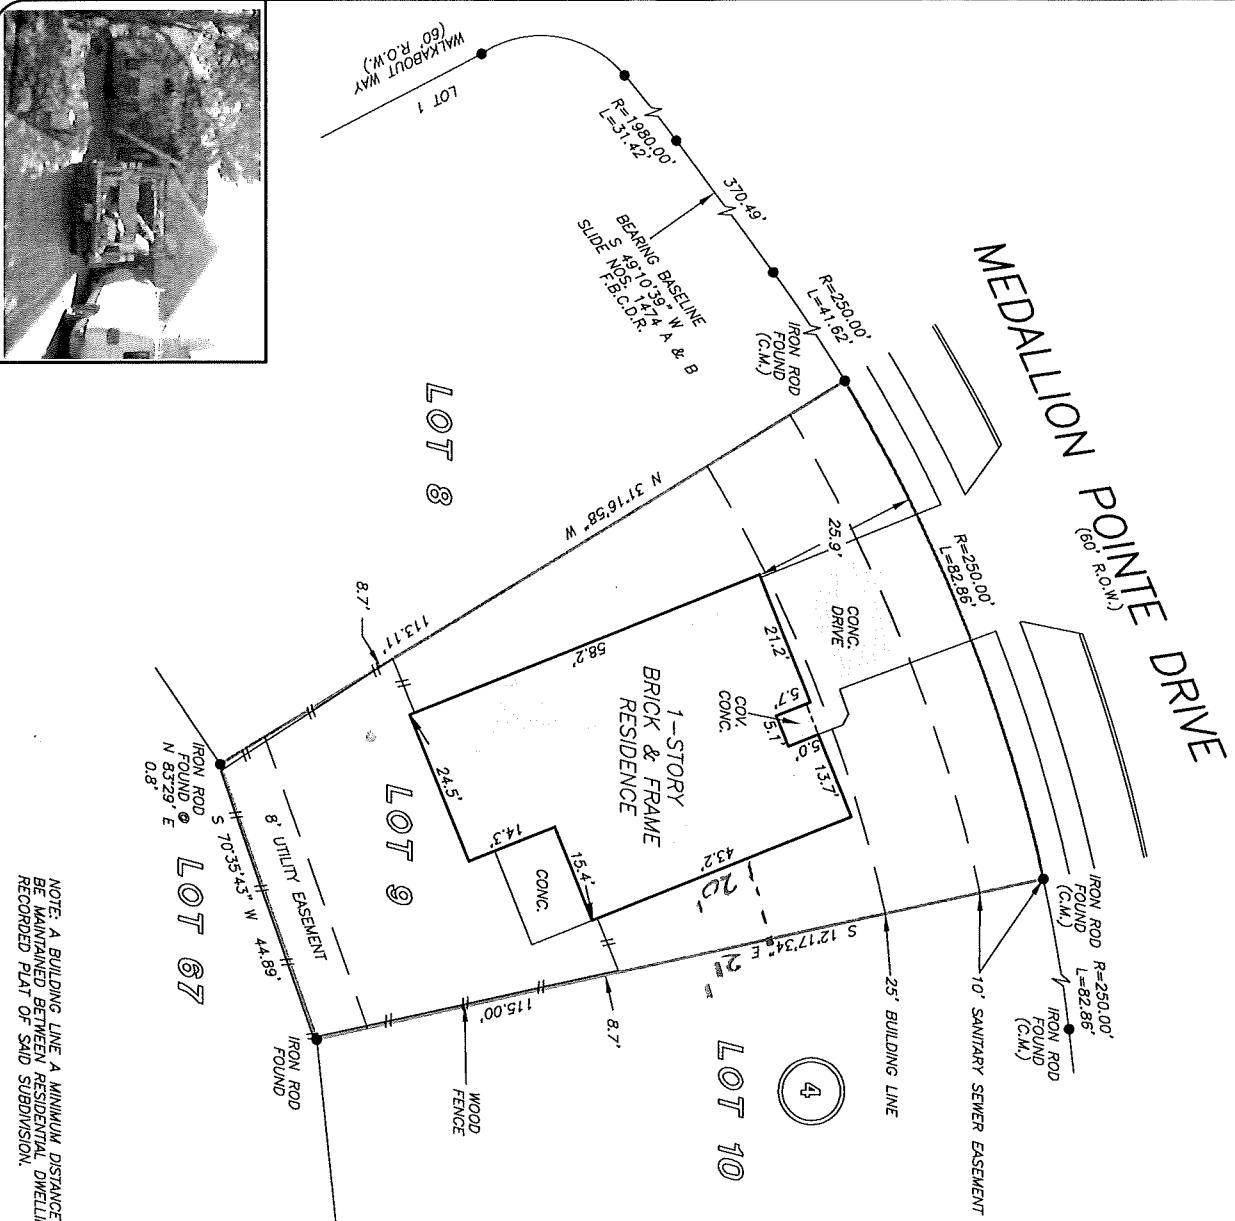 MEDALLION POINTE DRIVE
(60' R.O.W.)
WALKABOUT WAY
(60' R.O.W.)
LOT 1
R=1980.00'
L=31.42'
370.49'
BEARING BASELINE
S 49°10'39" W
SLIDE NOS. 1474 A & B
F.B.C.D.R.
R=250.00'
L=41.62'
IRON ROD
FOUND
(C.M.)
R=250.00'
L=82.86'
IRON ROD
FOUND
(C.M.)
R=250.00'
L=82.86'
IRON ROD
FOUND
(C.M.)
10' SANITARY SEWER EASEMENT
25' BUILDING LINE
25.9'
CONC.
DRIVE
21.2'
5.7'
COV.
CONC.
5.1'
5.0'
13.7'
LOT 8
N 31°16'58" W
113.11'
8.7'
58.2'
1-STORY
BRICK & FRAME
RESIDENCE
43.2'
20'
S 12°17'34" E
2"
115.00'
8.7'
24.5'
14.3'
15.4'
CONC.
LOT 9
4
LOT 10
8' UTILITY EASEMENT
WOOD
FENCE
IRON ROD
FOUND @
N 83°29' E
0.8'
S 70°35'43" W 44.89'
LOT 67
IRON ROD
FOUND
NOTE: A BUILDING LINE A MINIMUM DISTANCE
BE MAINTAINED BETWEEN RESIDENTIAL DWELLI
RECORDED PLAT OF SAID SUBDIVISION.